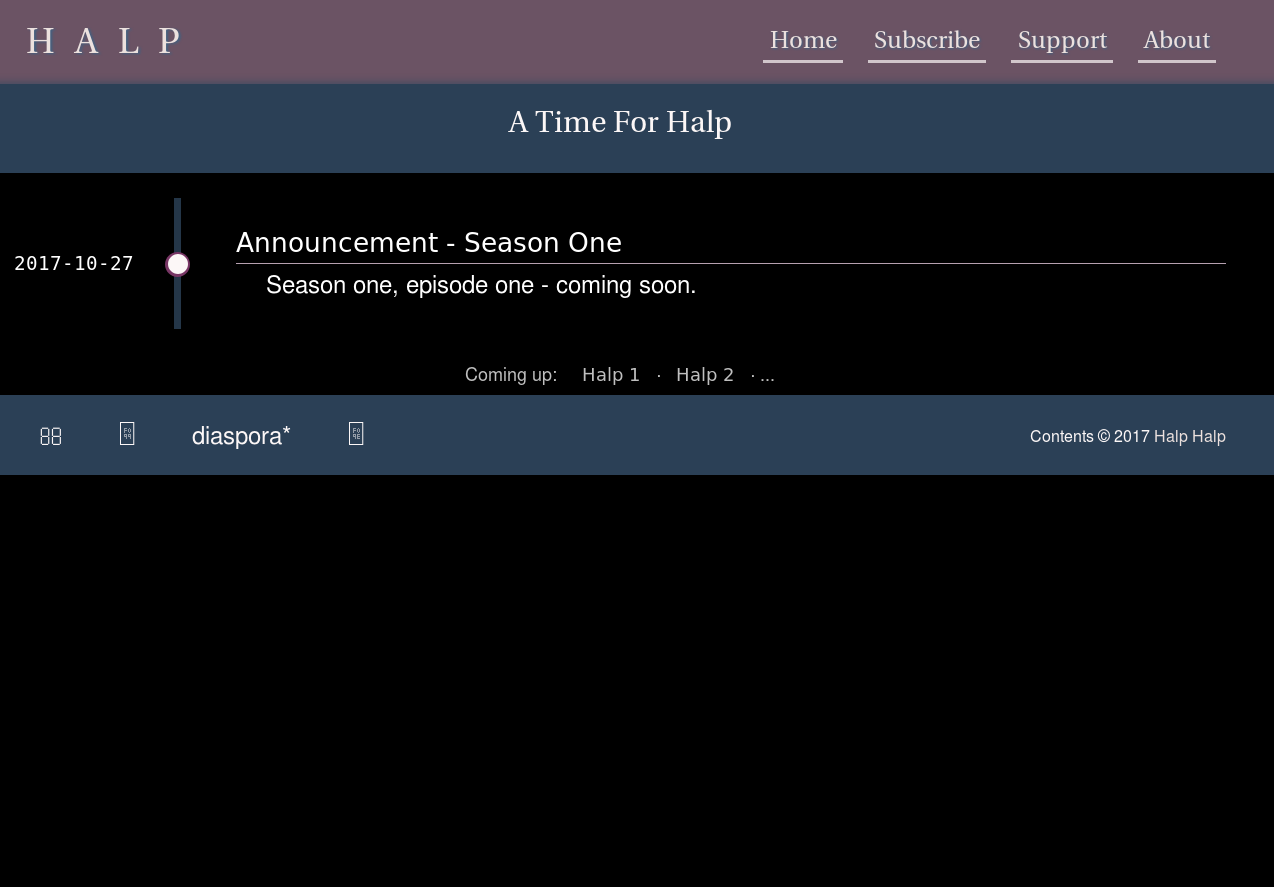 H A L P
Home Subscribe Support About
A Time For Halp
2017-10-27
Announcement - Season One
Season one, episode one - coming soon.
Coming up: Halp 1 · Halp 2 · ...
diaspora*
Contents © 2017 Halp Halp